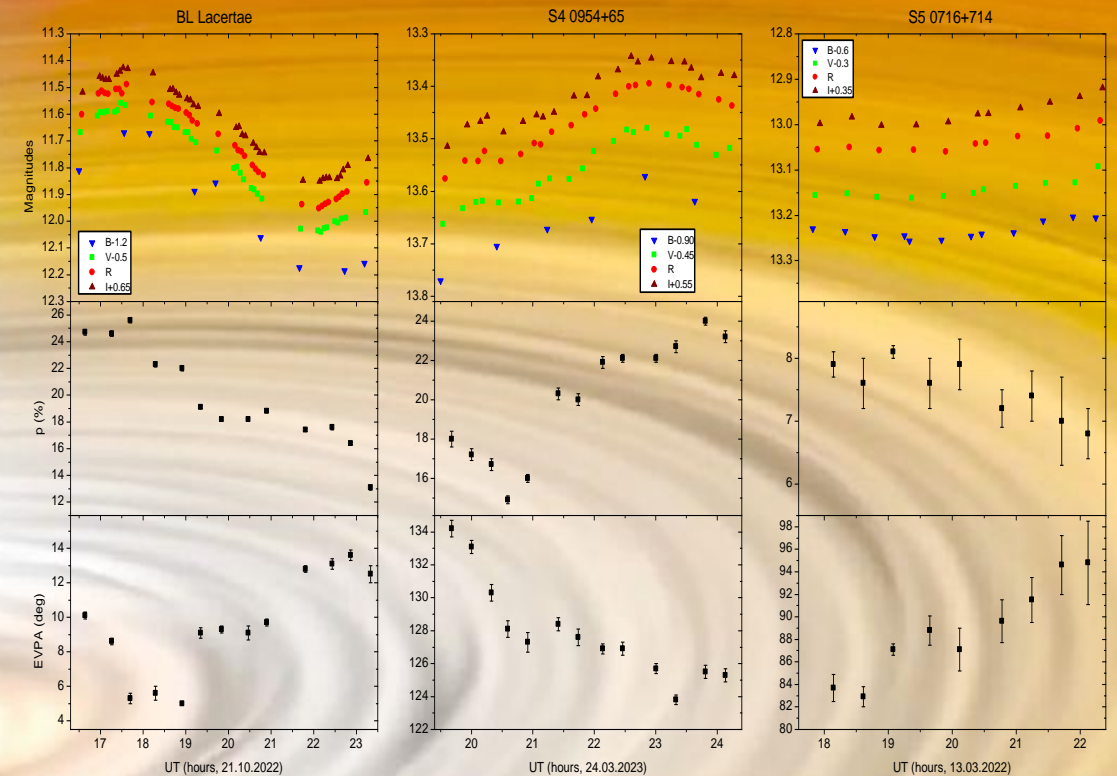 BL Lacertae
S4 0954+65
S5 0716+714
Magnitudes
11.3
11.4
11.5
11.6
11.7
11.8
11.9
12.0
12.1
12.2
12.3
B-1.2
V-0.5
R
I+0.65
13.3
13.4
13.5
13.6
13.7
13.8
B-0.90
V-0.45
R
I+0.55
12.8
12.9
13.0
13.1
13.2
13.3
B-0.6
V-0.3
R
I+0.35
p (%)
26
24
22
20
18
16
14
12
24
22
20
18
16
8
7
6
EVPA (deg)
14
12
10
8
6
4
134
132
130
128
126
124
122
98
96
94
92
90
88
86
84
82
80
17 18 19 20 21 22 23
20 21 22 23 24
18 19 20 21 22
UT (hours, 21.10.2022)
UT (hours, 24.03.2023)
UT (hours, 13.03.2022)